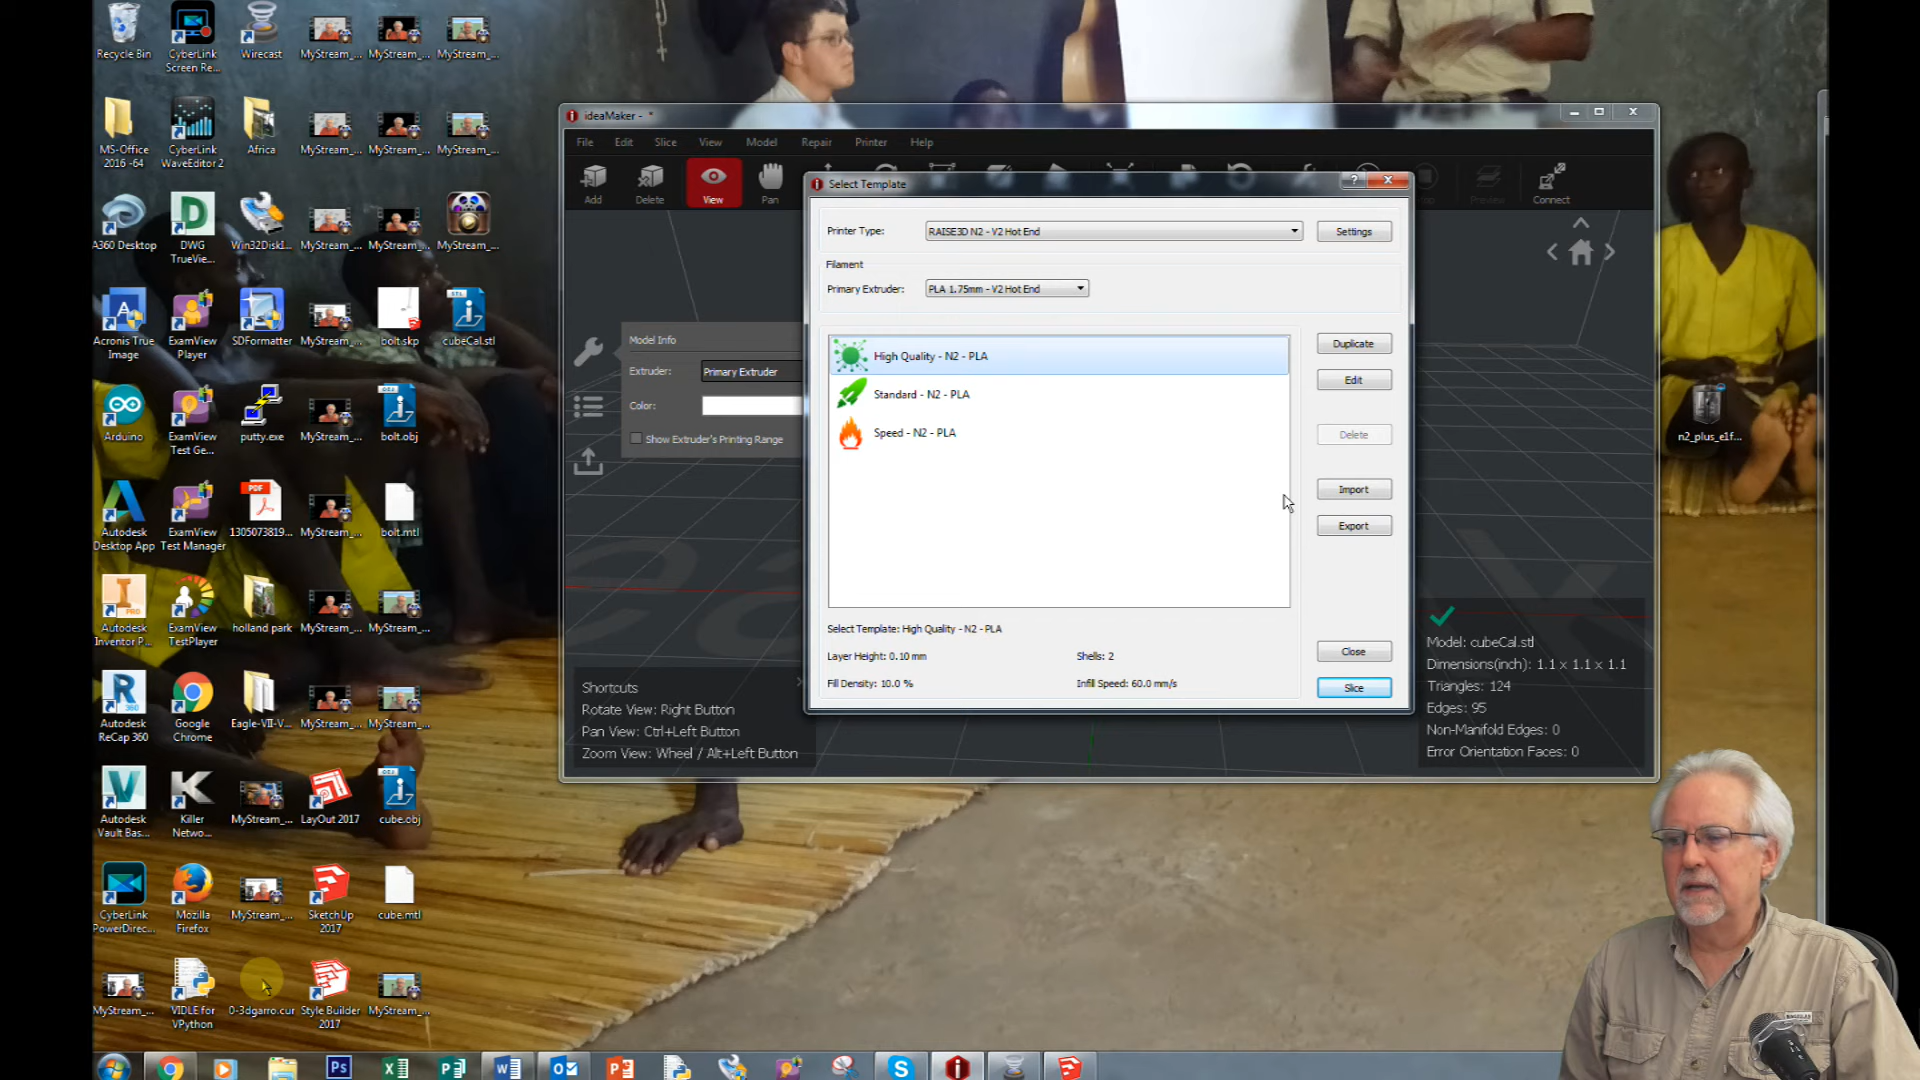 Recycle Bin
CyberLink Screen Re...
Wirecast
MyStream_...
MyStream_...
MyStream_...
MS-Office 2016 -64
CyberLink WaveEditor 2
Africa
MyStream_...
MyStream_...
MyStream_...
A360 Desktop
DWG TrueVie...
Win32DiskI...
MyStream_...
MyStream_...
MyStream_...
Acronis True Image
ExamView Player
SDFormatter
MyStream_...
bolt.skp
cubeCal.stl
Arduino
ExamView Test Ge...
putty.exe
MyStream_...
bolt.obj
Autodesk Desktop App
ExamView Test Manager
PDF
1305073819...
MyStream_...
bolt.mtl
Autodesk Inventor P...
ExamView TestPlayer
holland park
MyStream_...
MyStream_...
Autodesk ReCap 360
Google Chrome
Eagle-VII-V...
MyStream_...
MyStream_...
Autodesk Vault Bas...
Killer Netwo...
MyStream_...
LayOut 2017
cube.obj
CyberLink PowerDirec...
Mozilla Firefox
MyStream_...
SketchUp 2017
cube.mtl
MyStream_...
VIDLE for VPython
0-3dgarro.cur
Style Builder 2017
MyStream_...
n2_plus_e1f...
ideaMaker - *
File Edit Slice View Model Repair Printer Help
Add Delete View Pan Preview Connect
Model Info
Extruder: Primary Extruder
Color:
Show Extruder's Printing Range
Select Template
Printer Type: RAISE3D N2 - V2 Hot End Settings
Filament
Primary Extruder: PLA 1.75mm - V2 Hot End
High Quality - N2 - PLA
Standard - N2 - PLA
Speed - N2 - PLA
Duplicate
Edit
Delete
Import
Export
Select Template: High Quality - N2 - PLA
Layer Height: 0.10 mm Shells: 2
Fill Density: 10.0 % Infill Speed: 60.0 mm/s
Close
Slice
Shortcuts
Rotate View: Right Button
Pan View: Ctrl+Left Button
Zoom View: Wheel / Alt+Left Button
Model: cubeCal.stl
Dimensions(inch): 1.1 x 1.1 x 1.1
Triangles: 124
Edges: 95
Non-Manifold Edges: 0
Error Orientation Faces: 0